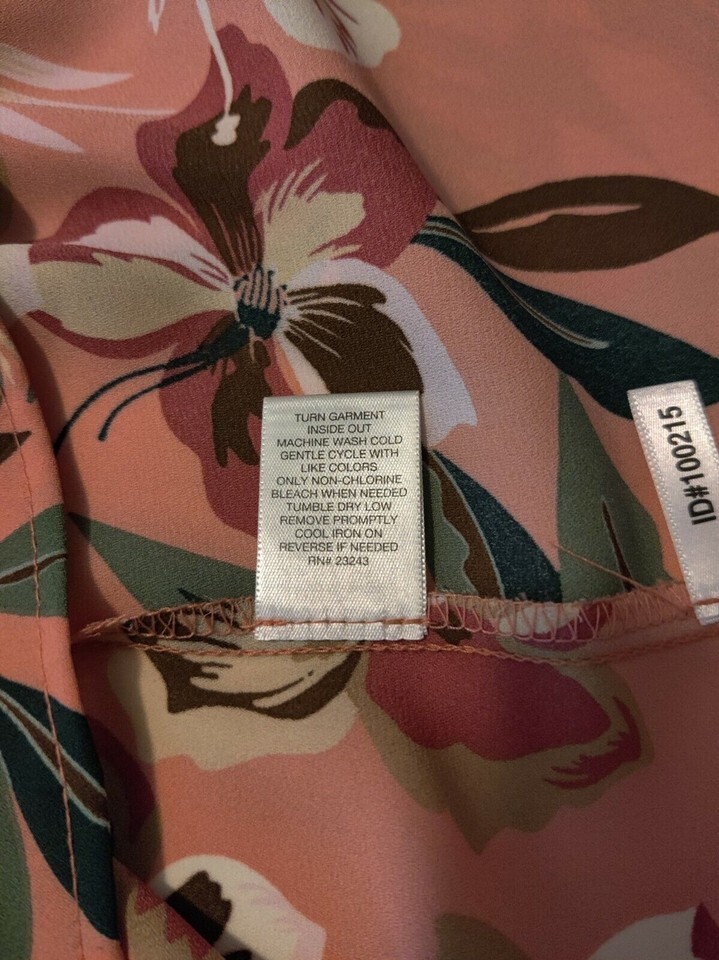 TURN GARMENT
INSIDE OUT
MACHINE WASH COLD
GENTLE CYCLE WITH
LIKE COLORS
ONLY NON-CHLORINE
BLEACH WHEN NEEDED
TUMBLE DRY LOW
REMOVE PROMPTLY
COOL IRON ON
REVERSE IF NEEDED
RN# 23243
ID#100215